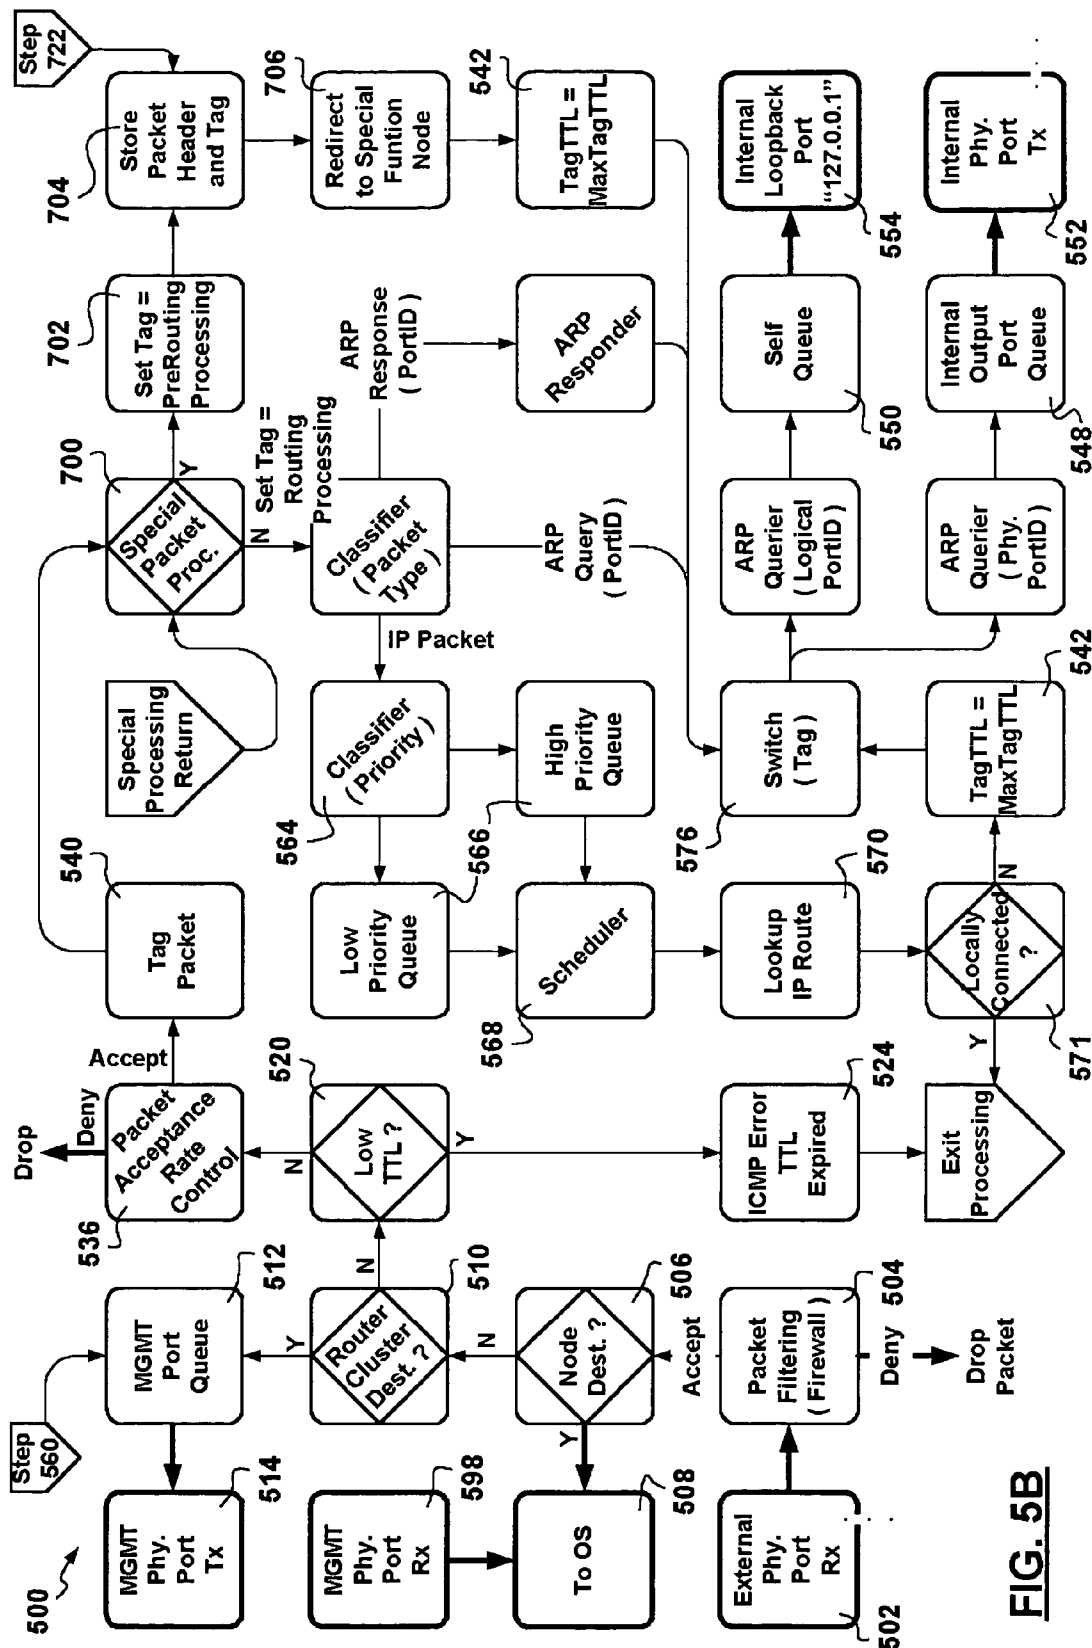 500
MGMT
Phy.
Port
Tx
514
Step
560
MGMT
Port
Queue
512
Drop
Deny
Packet
Acceptance
Rate
Control
536
Accept
Tag
Packet
540
Special
Processing
Return
Special
Packet
Proc.
700
Y
N
Set Tag =
PreRouting
Processing
702
Store
Packet
Header
and Tag
704
Step
722
MGMT
Phy.
Port
Rx
598
Router
Cluster
Dest. ?
510
Y
N
Low
TTL ?
520
N
Y
Low
Priority
Queue
566
Classifier
( Priority )
564
IP Packet
Classifier
( Packet
Type )
Set Tag =
Routing
Processing
ARP
Response
( PortID )
Redirect
to Special
Funtion
Node
706
To OS
508
Node
Dest. ?
506
Y
N
Scheduler
568
High
Priority
Queue
ARP
Query
( PortID )
ARP
Responder
TagTTL =
MaxTagTTL
542
External
Phy.
Port
Rx
502
Packet
Filtering
( Firewall )
504
Accept
Deny
Drop
Packet
ICMP Error
TTL
Expired
524
Lookup
IP Route
570
Switch
( Tag )
576
ARP
Querier
( Logical
PortID )
Self
Queue
550
Internal
Loopback
Port
“127.0.0.1”
554
Exit
Processing
Locally
Connected
?
571
Y
N
TagTTL =
MaxTagTTL
542
ARP
Querier
( Phy.
PortID )
Internal
Output
Port
Queue
548
Internal
Phy.
Port
Tx
552
FIG. 5B